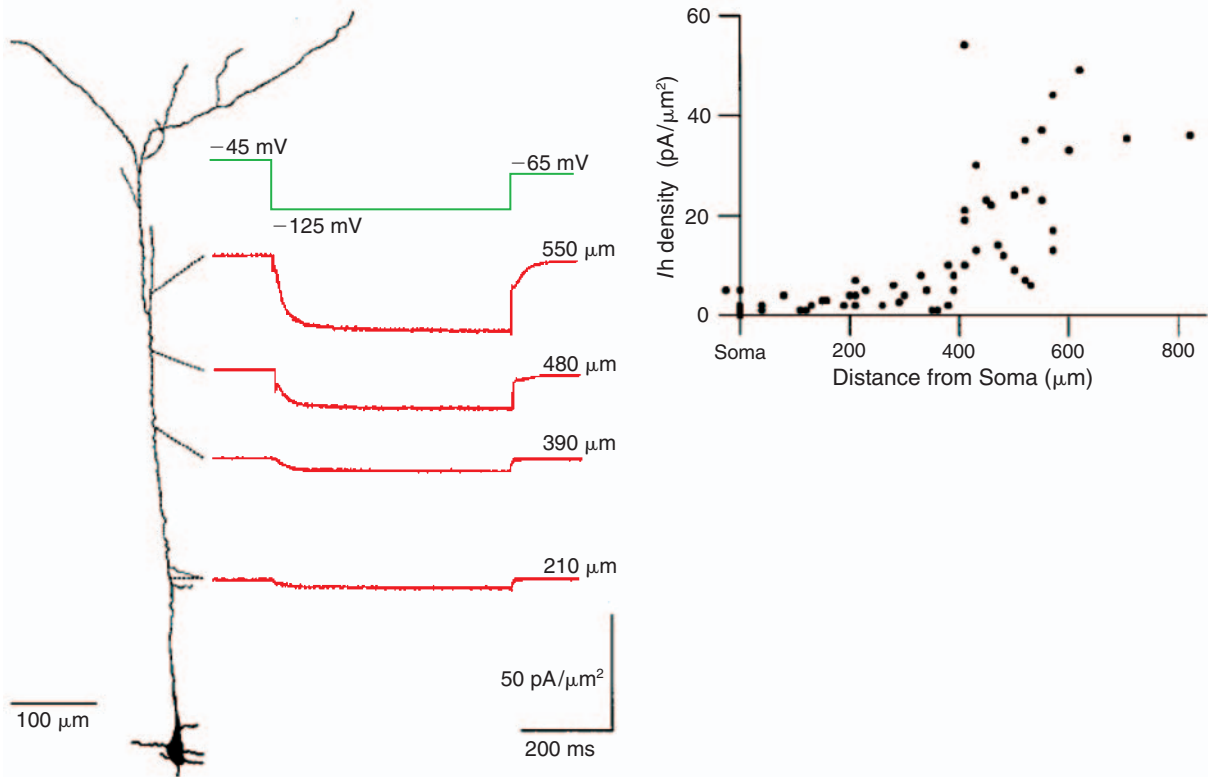 −45 mV
−65 mV
−125 mV
550 μm
480 μm
390 μm
210 μm
50 pA/μm²
200 ms
100 μm
60
40
20
0
Ih density (pA/μm²)
Soma
200
400
600
800
Distance from Soma (μm)